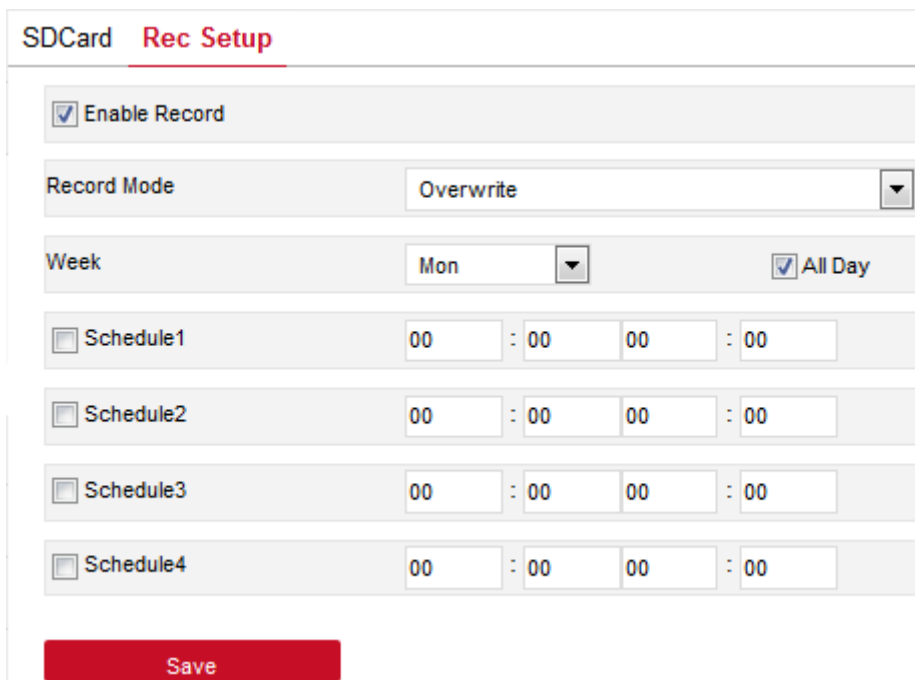 SDCard Rec Setup
Enable Record
Record Mode Overwrite
Week Mon All Day
Schedule1 00 : 00 00 : 00
Schedule2 00 : 00 00 : 00
Schedule3 00 : 00 00 : 00
Schedule4 00 : 00 00 : 00
Save